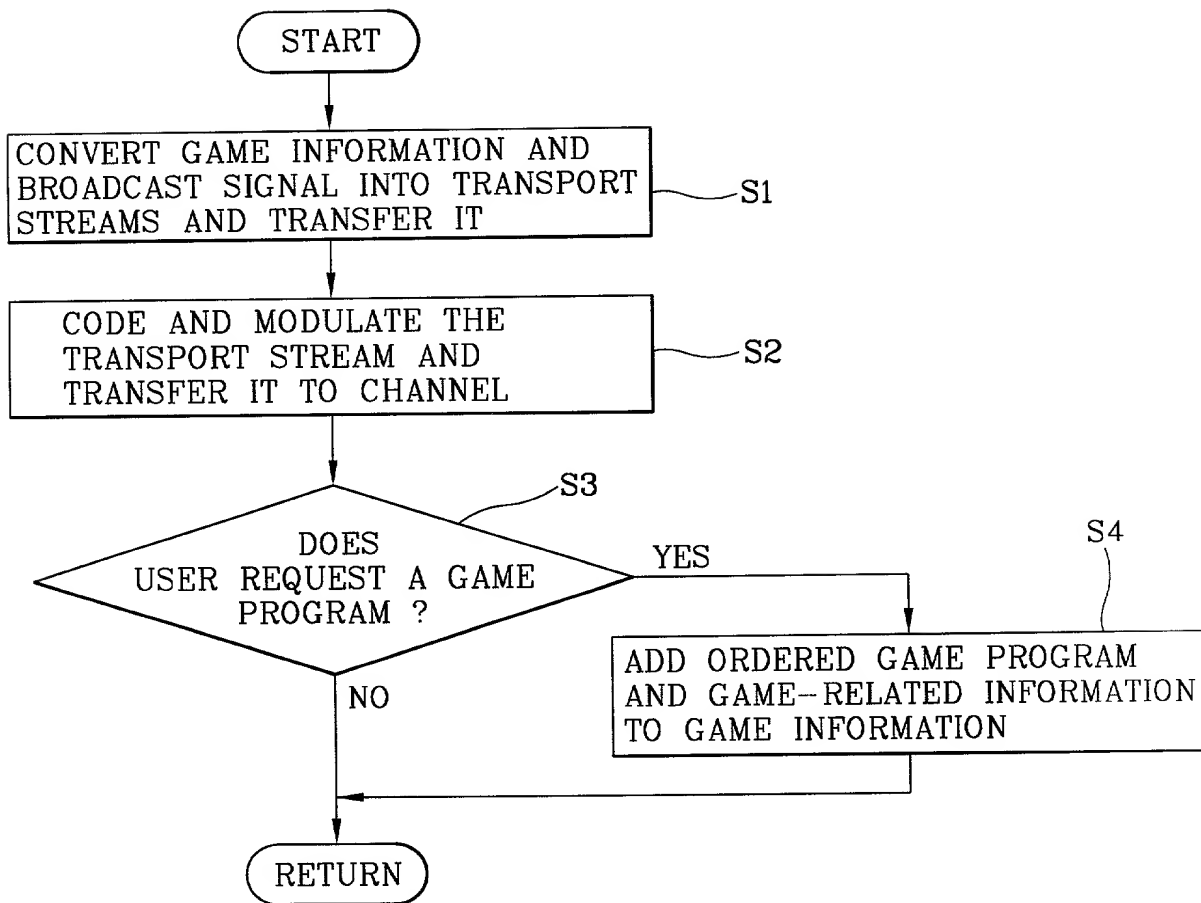 START
CONVERT GAME INFORMATION AND
BROADCAST SIGNAL INTO TRANSPORT
STREAMS AND TRANSFER IT
S1
CODE AND MODULATE THE
TRANSPORT STREAM AND
TRANSFER IT TO CHANNEL
S2
S3
DOES
USER REQUEST A GAME
PROGRAM ?
YES
S4
NO
ADD ORDERED GAME PROGRAM
AND GAME-RELATED INFORMATION
TO GAME INFORMATION
RETURN